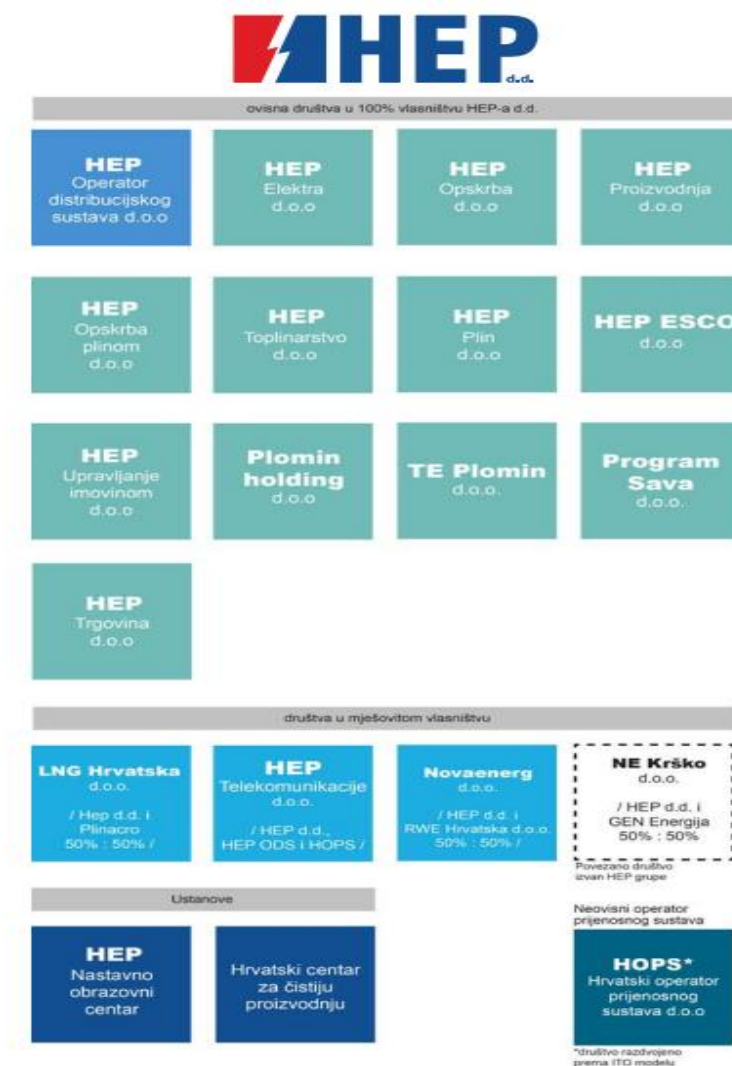 HEP
d.d.
ovisna društva u 100% vlasništvu HEP-a d.d.
HEP
Operator
distribucijskog
sustava d.o.o
HEP
Elektra
d.o.o
HEP
Opskrba
d.o.o
HEP
Proizvodnja
d.o.o
HEP
Opskrba
plinom
d.o.o
HEP
Toplinarstvo
d.o.o
HEP
Plin
d.o.o
HEP ESCO
d.o.o
HEP
Upravljanje
imovinom
d.o.o
Plomin
holding
d.o.o
TE Plomin
d.o.o.
Program
Sava
d.o.o.
HEP
Trgovina
d.o.o
društva u mješovitom vlasništvu
LNG Hrvatska
d.o.o.
/ Hep d.d. i
Plinacro
50% : 50% /
HEP
Telekomunikacije
d.o.o.
/ HEP d.d.,
HEP ODS i HOPS /
Novaenerg
d.o.o.
/ HEP d.d. i
RWE Hrvatska d.o.o.
50% : 50% /
NE Krško
d.o.o.
/ HEP d.d. i
GEN Energija
50% : 50%
Povezano društvo
izvan HEP grupe
Ustanove
HEP
Nastavno
obrazovni
centar
Hrvatski centar
za čistiju
proizvodnju
Neovisni operator
prijenosnog sustava
HOPS*
Hrvatski operator
prijenosnog
sustava d.o.o
*društvo razdvojeno
prema ITO modelu